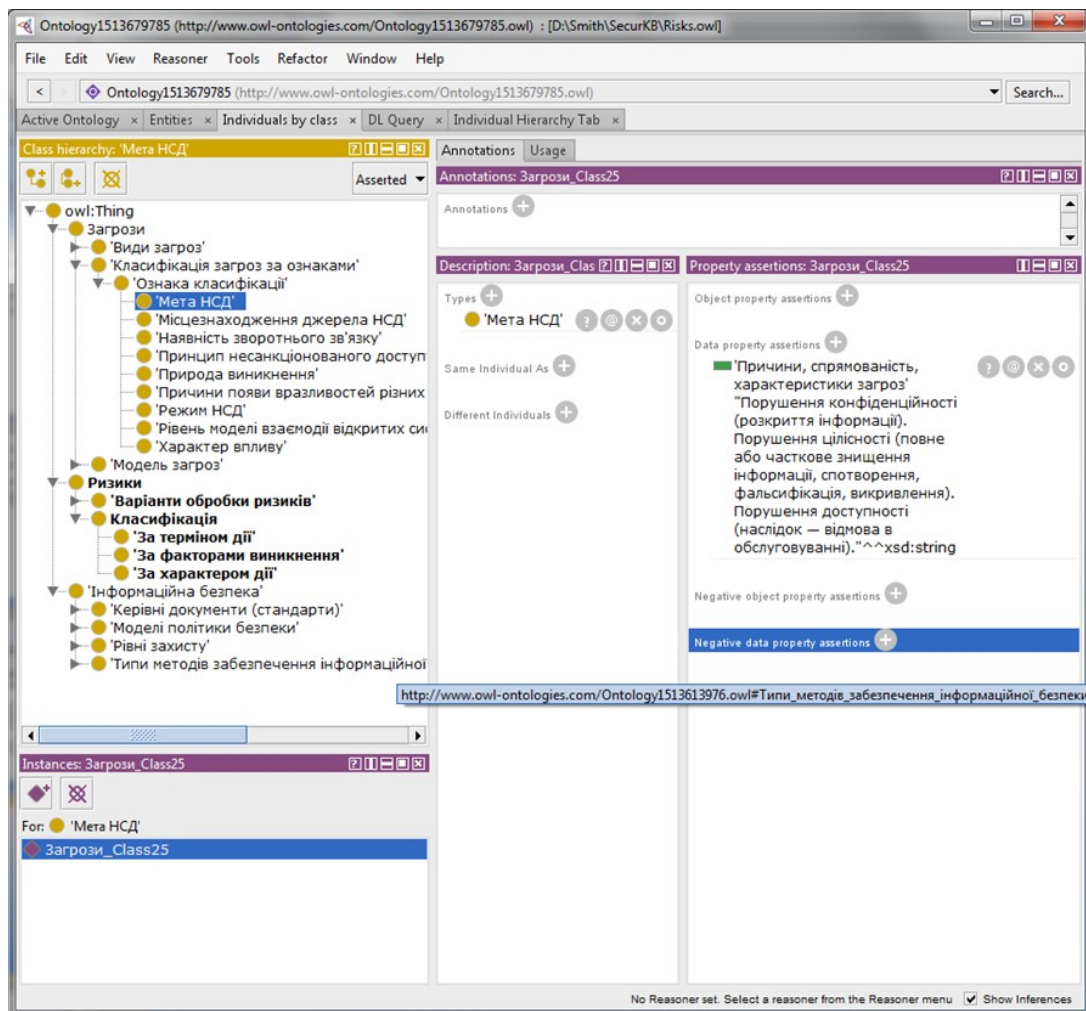 Ontology1513679785 (http://www.owl-ontologies.com/Ontology1513679785.owl) : [D:\Smith\SecurKB\Risks.owl]
File Edit View Reasoner Tools Refactor Window Help
< > Ontology1513679785 (http://www.owl-ontologies.com/Ontology1513679785.owl) Search...
Active Ontology × Entities × Individuals by class × DL Query × Individual Hierarchy Tab ×
Class hierarchy: 'Мета НСД'
Asserted
owl:Thing
Загрози
'Види загроз'
'Класифікація загроз за ознаками'
'Ознака класифікації'
'Мета НСД'
'Місцезнаходження джерела НСД'
'Наявність зворотнього зв'язку'
'Принцип несанкціонованого доступ
'Природа виникнення'
'Причини появи вразливостей різних
'Режим НСД'
'Рівень моделі взаємодії відкритих си
'Характер впливу'
'Модель загроз'
Ризики
'Варіанти обробки ризиків'
Класифікація
'За терміном дії'
'За факторами виникнення'
'За характером дії'
'Інформаційна безпека'
'Керівні документи (стандарти)'
'Моделі політики безпеки'
'Рівні захисту'
'Типи методів забезпечення інформаційної
http://www.owl-ontologies.com/Ontology1513613976.owl#Типи_методів_забезпечення_інформаційної_безпеки
Instances: Загрози_Class25
For: 'Мета НСД'
Загрози_Class25
Annotations Usage
Annotations: Загрози_Class25
Annotations
Description: Загрози_Clas
Types
'Мета НСД'
Same Individual As
Different Individuals
Property assertions: Загрози_Class25
Object property assertions
Data property assertions
'Причини, спрямованість,
характеристики загроз'
"Порушення конфіденційності
(розкриття інформації).
Порушення цілісності (повне
або часткове знищення
інформації, спотворення,
фальсифікація, викривлення).
Порушення доступності
(наслідок — відмова в
обслуговуванні)."^^xsd:string
Negative object property assertions
Negative data property assertions
No Reasoner set. Select a reasoner from the Reasoner menu Show Inferences